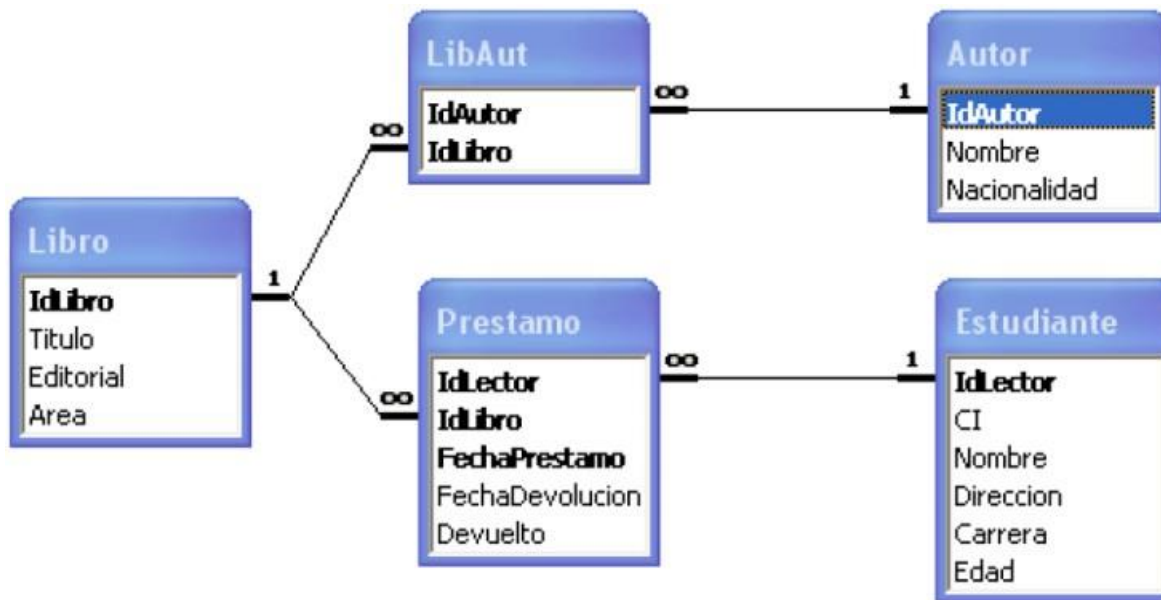 LibAut
IdAutor
IdLibro
Autor
IdAutor
Nombre
Nacionalidad
∞
∞
1
Libro
IdLibro
Titulo
Editorial
Area
1
∞
Prestamo
IdLector
IdLibro
FechaPrestamo
FechaDevolucion
Devuelto
∞
1
Estudiante
IdLector
CI
Nombre
Direccion
Carrera
Edad